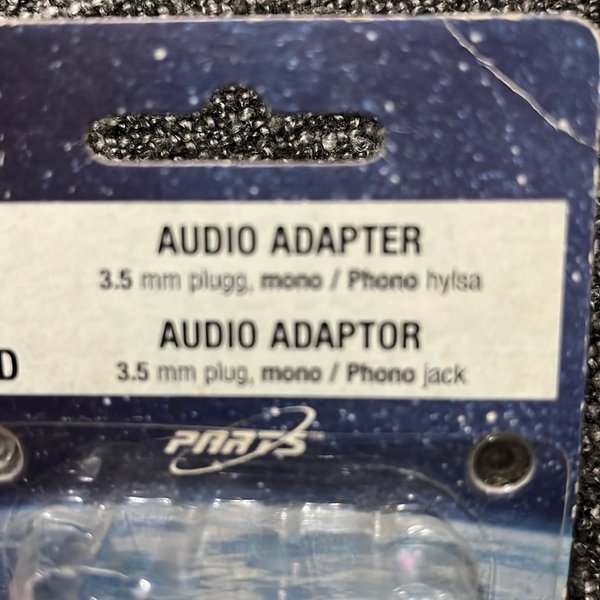 AUDIO ADAPTER
3.5 mm plugg, mono / Phono hylsa
AUDIO ADAPTOR
D
3.5 mm plug, mono / Phono jack
PARTS